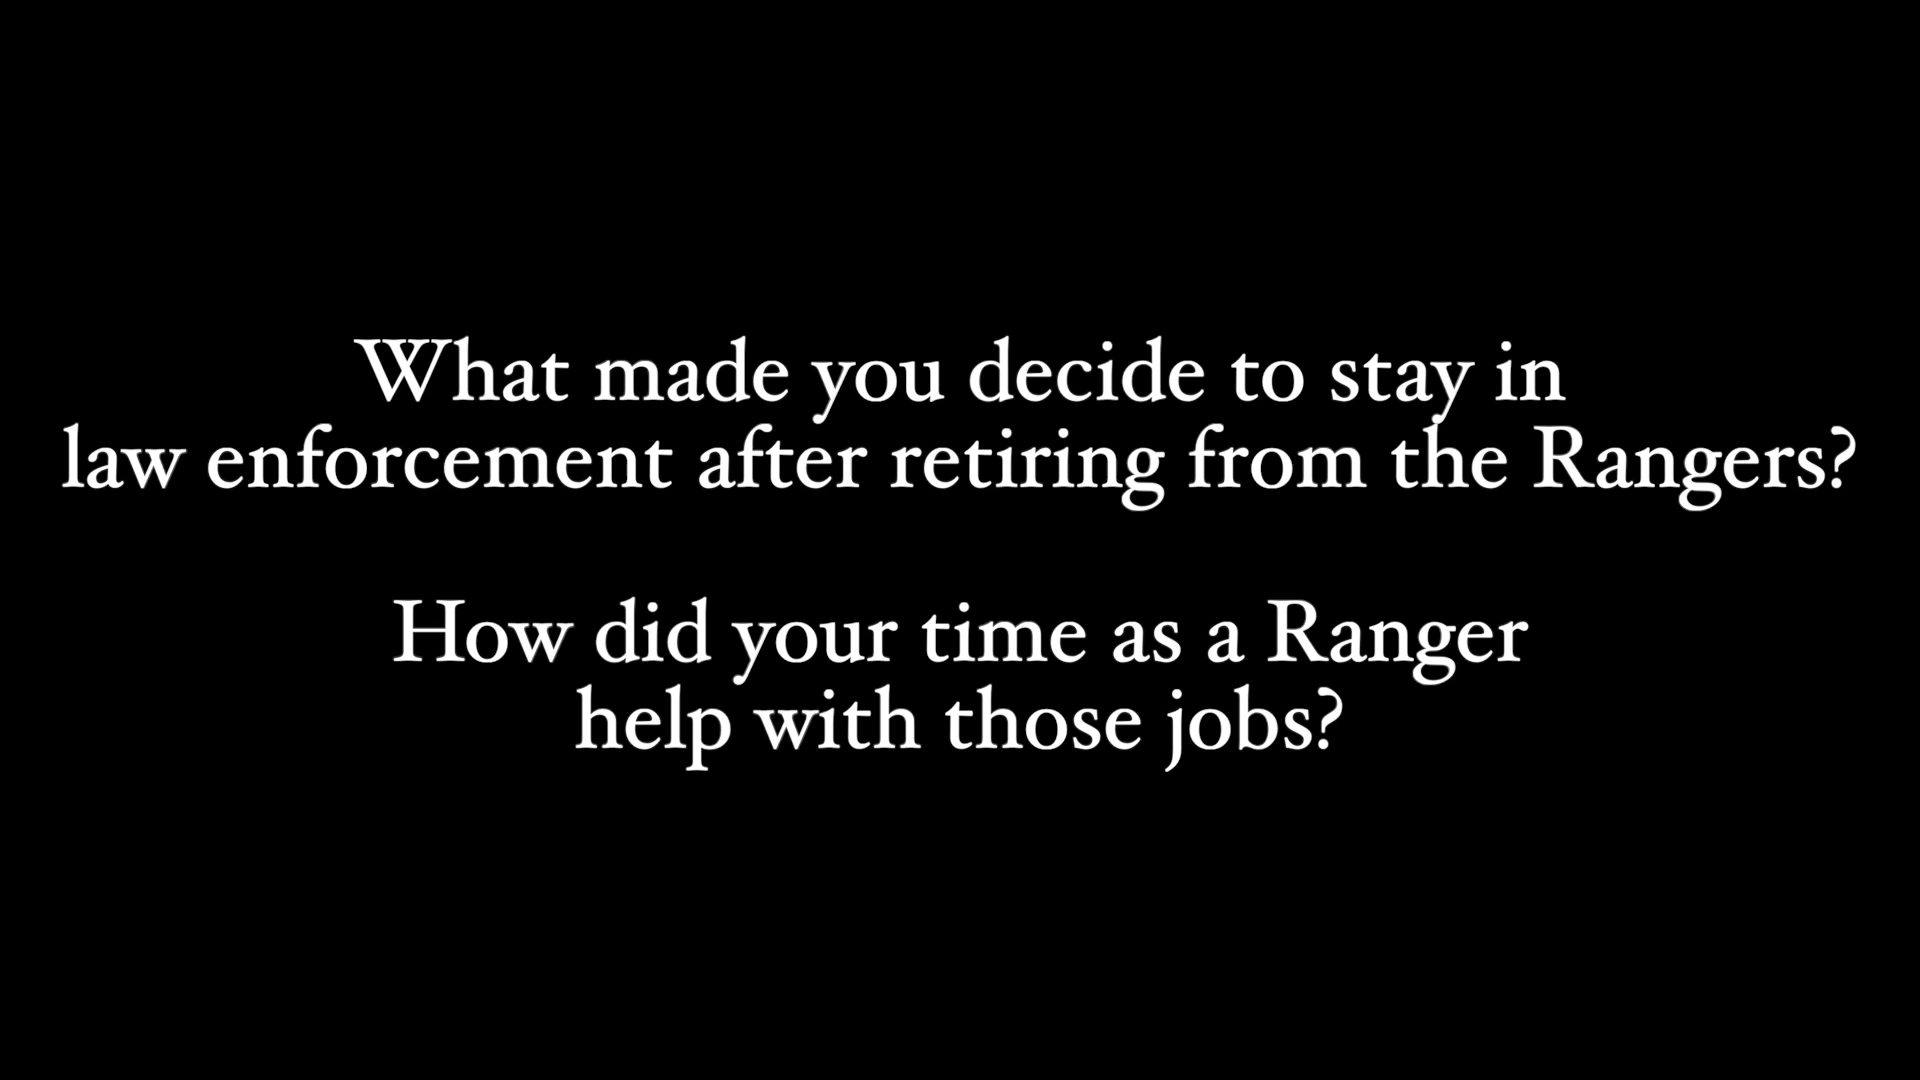 What made you decide to stay in
law enforcement after retiring from the Rangers?
How did your time as a Ranger
help with those jobs?